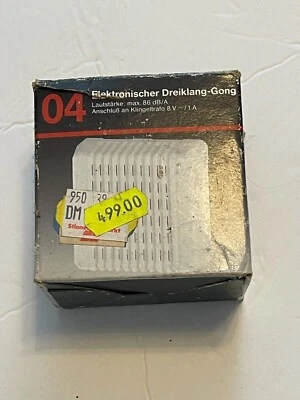 04
Elektronischer Dreiklang-Gong
Lautstärke: max. 86 dB/A
Anschluß an Klingeltrafo 8 V ~/1 A
950
DM
499.00